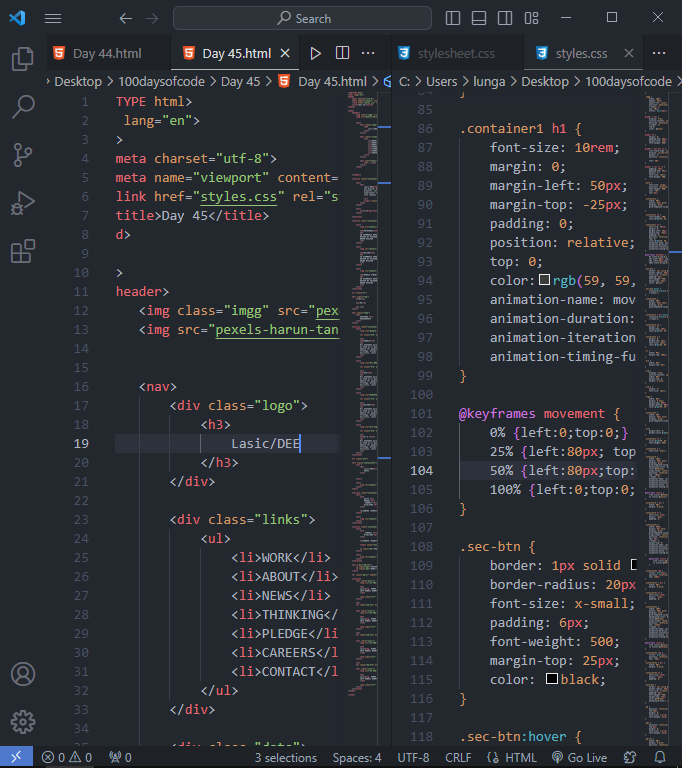 Search
Day 44.html
Day 45.html
stylesheet.css
styles.css
Desktop
100daysofcode
Day 45
Day 45.html
C:
Users
lunga
Desktop
100daysofcode
1 TYPE html>
2 lang="en">
3 >
4 meta charset="utf-8">
5 meta name="viewport" content=
6 link href="styles.css" rel="st
7 title>Day 45</title>
8 d>
9
10 >
11 header>
12 <img class="imgg" src="pex
13 <img src="pexels-harun-tan
14
15
16 <nav>
17 <div class="logo">
18 <h3>
19 Lasic/DEE
20 </h3>
21 </div>
22
23 <div class="links">
24 <ul>
25 <li>WORK</li>
26 <li>ABOUT</li>
27 <li>NEWS</li>
28 <li>THINKING</
29 <li>PLEDGE</li
30 <li>CAREERS</l
31 <li>CONTACT</l
32 </ul>
33 </div>
34
85
86 .container1 h1 {
87 font-size: 10rem;
88 margin: 0;
89 margin-left: 50px;
90 margin-top: -25px;
91 padding: 0;
92 position: relative;
93 top: 0;
94 color: rgb(59, 59,
95 animation-name: mov
96 animation-duration:
97 animation-iteration
98 animation-timing-fu
99 }
100
101 @keyframes movement {
102 0% {left:0;top:0;}
103 25% {left:80px; top
104 50% {left:80px;top:
105 100% {left:0;top:0;
106 }
107
108 .sec-btn {
109 border: 1px solid
110 border-radius: 20px
111 font-size: x-small;
112 padding: 6px;
113 font-weight: 500;
114 margin-top: 25px;
115 color: black;
116 }
117
118 .sec-btn:hover {
0 0
0
3 selections
Spaces: 4
UTF-8
CRLF
{} HTML
Go Live